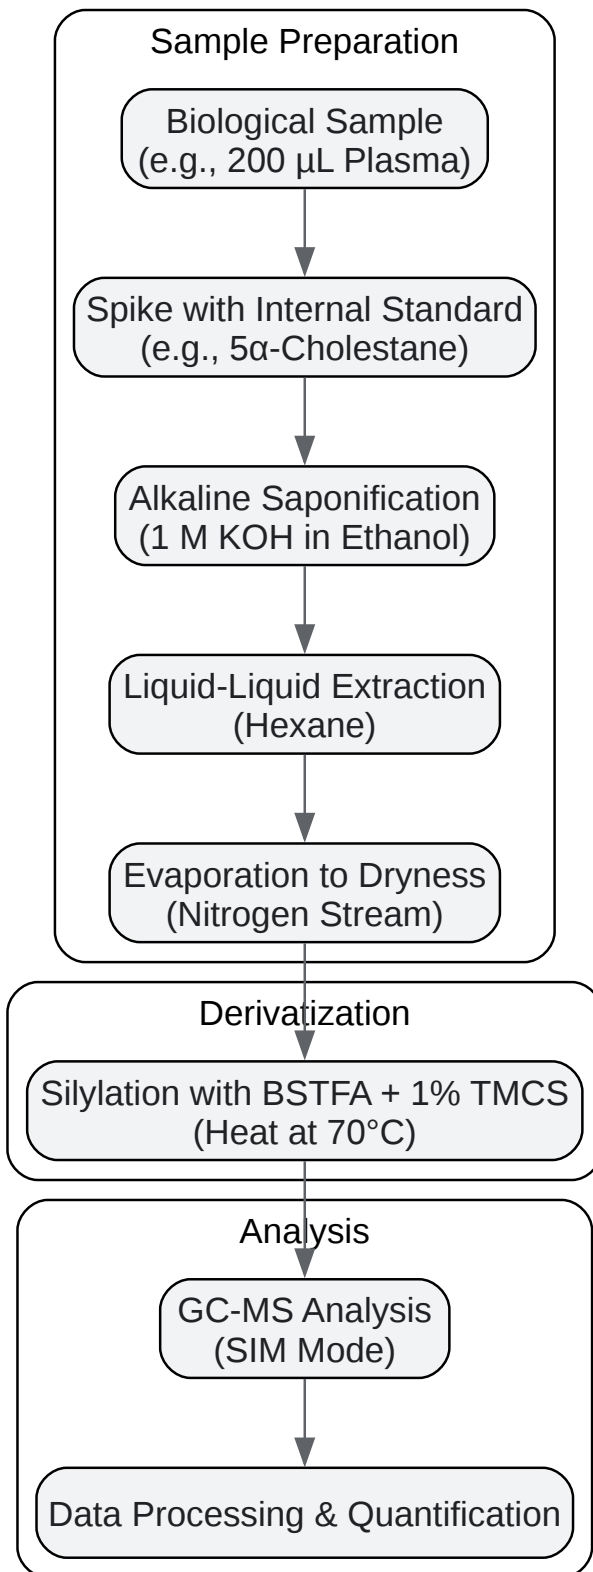 Sample Preparation
Biological Sample
(e.g., 200 µL Plasma)
Spike with Internal Standard
(e.g., 5α-Cholestane)
Alkaline Saponification
(1 M KOH in Ethanol)
Liquid-Liquid Extraction
(Hexane)
Evaporation to Dryness
(Nitrogen Stream)
Derivatization
Silylation with BSTFA + 1% TMCS
(Heat at 70°C)
Analysis
GC-MS Analysis
(SIM Mode)
Data Processing & Quantification